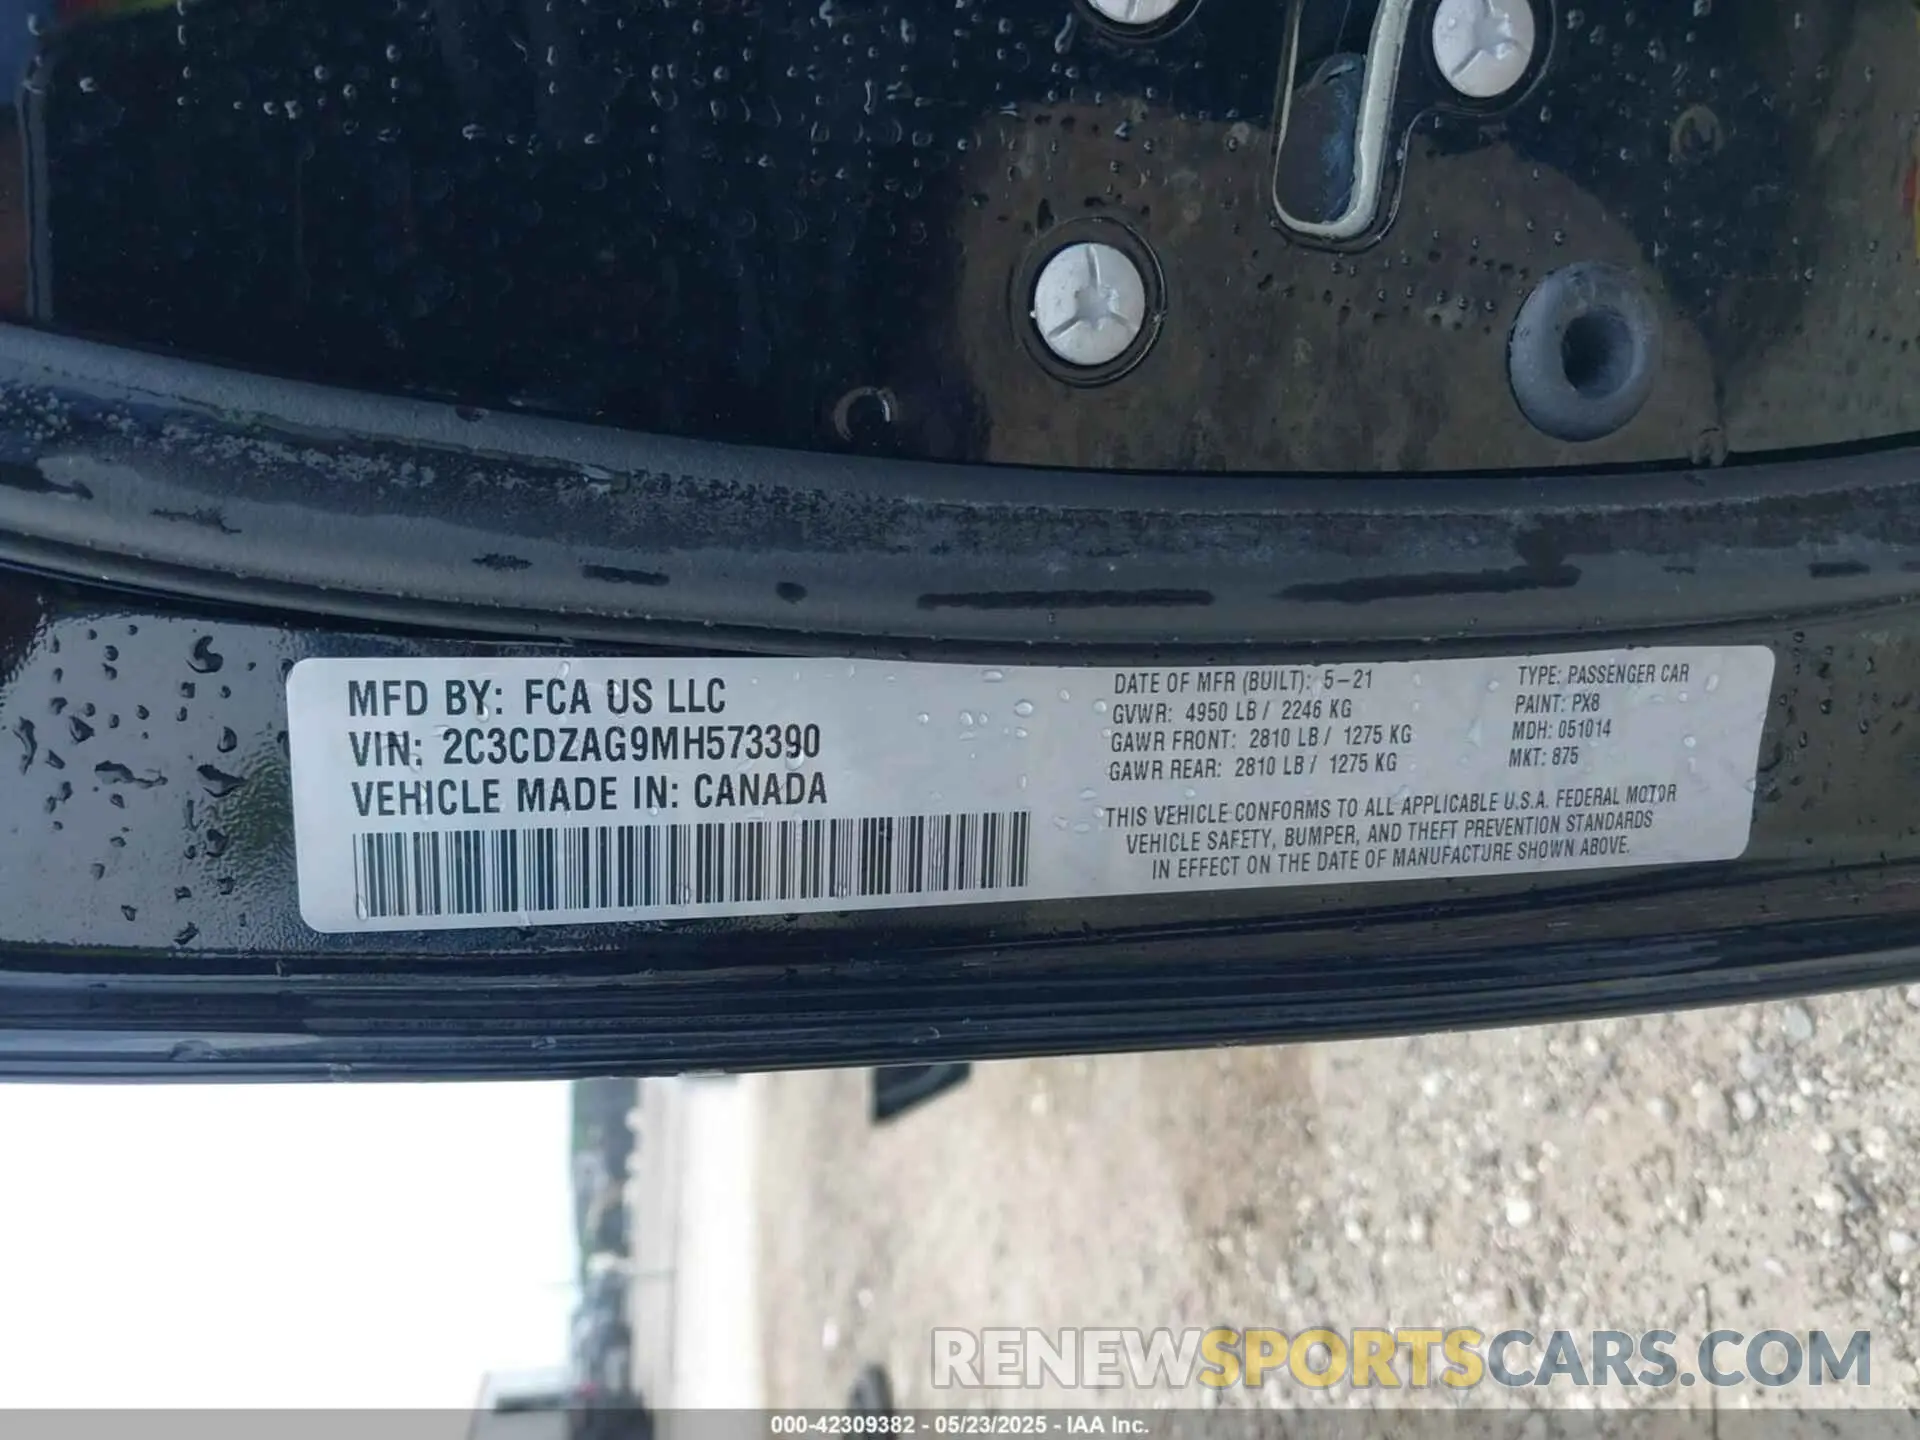 MFD BY: FCA US LLC
VIN: 2C3CDZAG9MH573390
VEHICLE MADE IN: CANADA
DATE OF MFR (BUILT): 5-21
GVWR: 4950 LB / 2246 KG
GAWR FRONT: 2810 LB / 1275 KG
GAWR REAR: 2810 LB / 1275 KG
TYPE: PASSENGER CAR
PAINT: PX8
MDH: 051014
MKT: 875
THIS VEHICLE CONFORMS TO ALL APPLICABLE U.S.A. FEDERAL MOTOR
VEHICLE SAFETY, BUMPER, AND THEFT PREVENTION STANDARDS
IN EFFECT ON THE DATE OF MANUFACTURE SHOWN ABOVE.
RENEWSPORTSCARS.COM
000-42309382 - 05/23/2025 - IAA Inc.